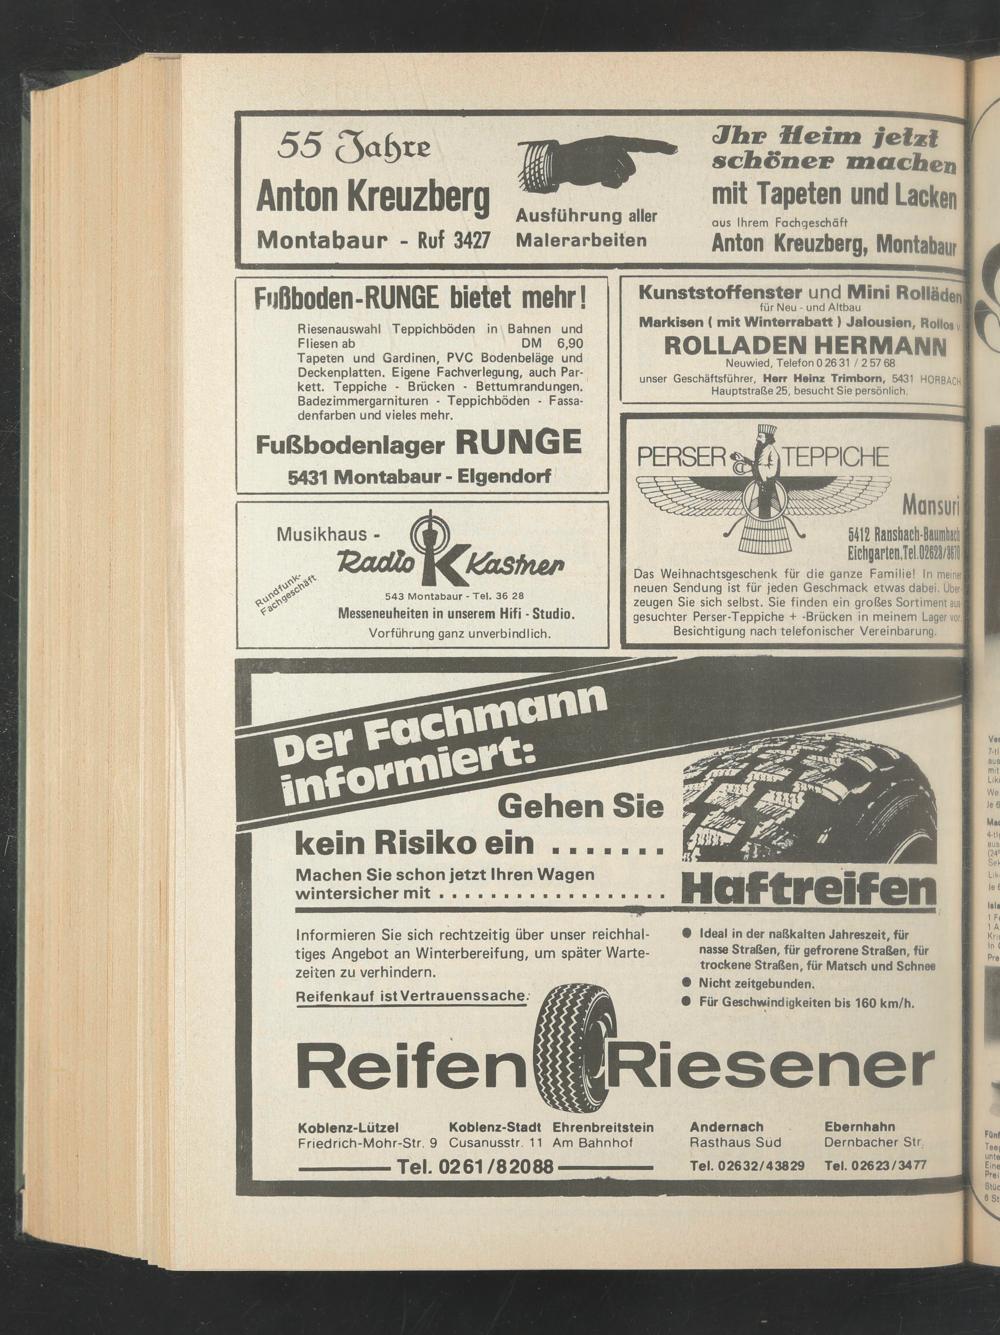 55 Jahre
Anton Kreuzberg
Montabaur - Ruf 3427
Ausführung aller
Malerarbeiten
Ihr Heim jetzt
schöner machen
mit Tapeten und Lacken
aus Ihrem Fachgeschäft
Anton Kreuzberg, Montabaur
Fußboden-RUNGE bietet mehr!
Riesenauswahl Teppichböden in Bahnen und
Fliesen ab DM 6,90
Tapeten und Gardinen, PVC Bodenbeläge und
Deckenplatten. Eigene Fachverlegung, auch Par-
kett. Teppiche - Brücken - Bettumrandungen.
Badezimmergarnituren - Teppichböden - Fassa-
denfarben und vieles mehr.
Fußbodenlager RUNGE
5431 Montabaur - Elgendorf
Kunststoffenster und Mini Rolläden
für Neu - und Altbau
Markisen ( mit Winterrabatt ) Jalousien, Rollos
ROLLADEN HERMANN
Neuwied, Telefon 0 26 31 / 2 57 68
unser Geschäftsführer, Herr Heinz Trimborn, 5431 HORBACH
Hauptstraße 25, besucht Sie persönlich.
Musikhaus -
Radio K Kastner
Rundfunk-
Fachgeschäft
543 Montabaur - Tel. 36 28
Messeneuheiten in unserem Hifi - Studio.
Vorführung ganz unverbindlich.
PERSER TEPPICHE
Mansuri
5412 Ransbach-Baumbach
Eichgarten,Tel.02623/3670
Das Weihnachtsgeschenk für die ganze Familie! In meiner
neuen Sendung ist für jeden Geschmack etwas dabei. Über-
zeugen Sie sich selbst. Sie finden ein großes Sortiment aus-
gesuchter Perser-Teppiche + -Brücken in meinem Lager vor.
Besichtigung nach telefonischer Vereinbarung.
Der Fachmann
informiert:
Gehen Sie
kein Risiko ein .......
Machen Sie schon jetzt Ihren Wagen
wintersicher mit ..................
Haftreifen
Informieren Sie sich rechtzeitig über unser reichhal-
tiges Angebot an Winterbereifung, um später Warte-
zeiten zu verhindern.
Reifenkauf ist Vertrauenssache.
● Ideal in der naßkalten Jahreszeit, für
nasse Straßen, für gefrorene Straßen, für
trockene Straßen, für Matsch und Schnee
● Nicht zeitgebunden.
● Für Geschwindigkeiten bis 160 km/h.
Reifen Riesener
Koblenz-Lützel
Friedrich-Mohr-Str. 9
Koblenz-Stadt
Cusanusstr. 11
Ehrenbreitstein
Am Bahnhof
Tel. 0261/82088
Andernach
Rasthaus Süd
Tel. 02632/43829
Ebernhahn
Dernbacher Str.
Tel. 02623/3477